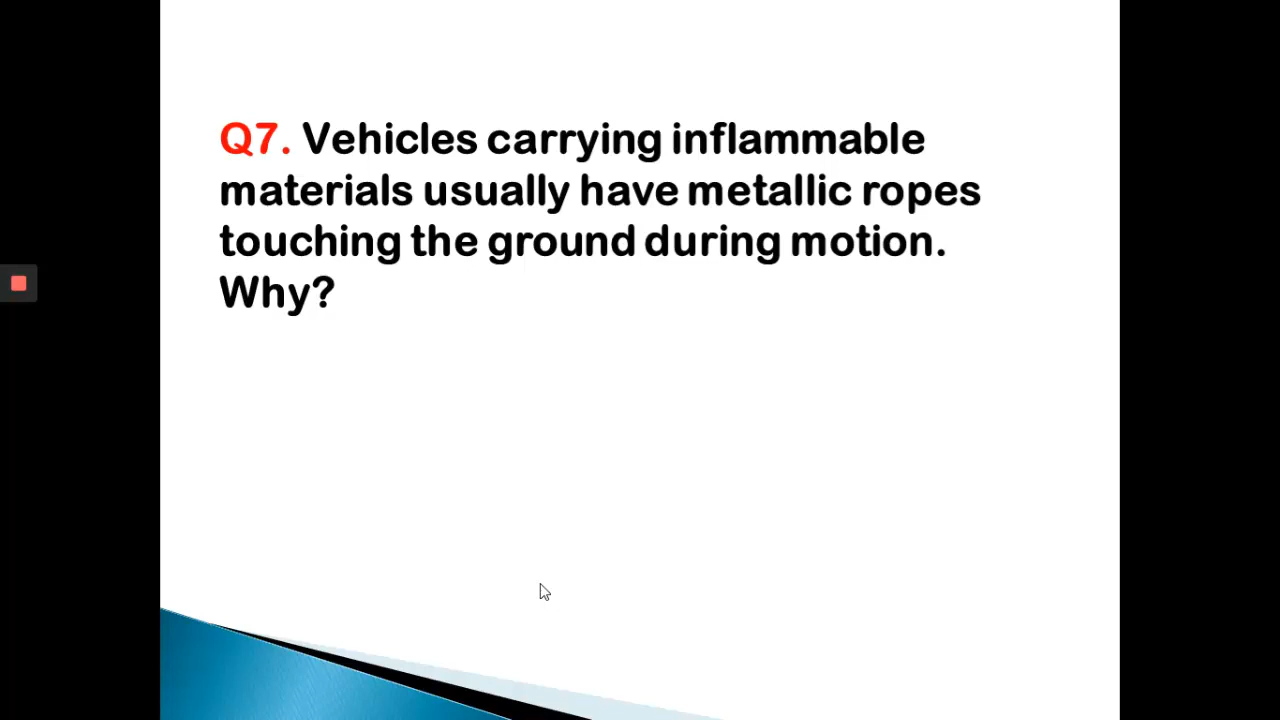 Q7. Vehicles carrying inflammable
materials usually have metallic ropes
touching the ground during motion.
Why?